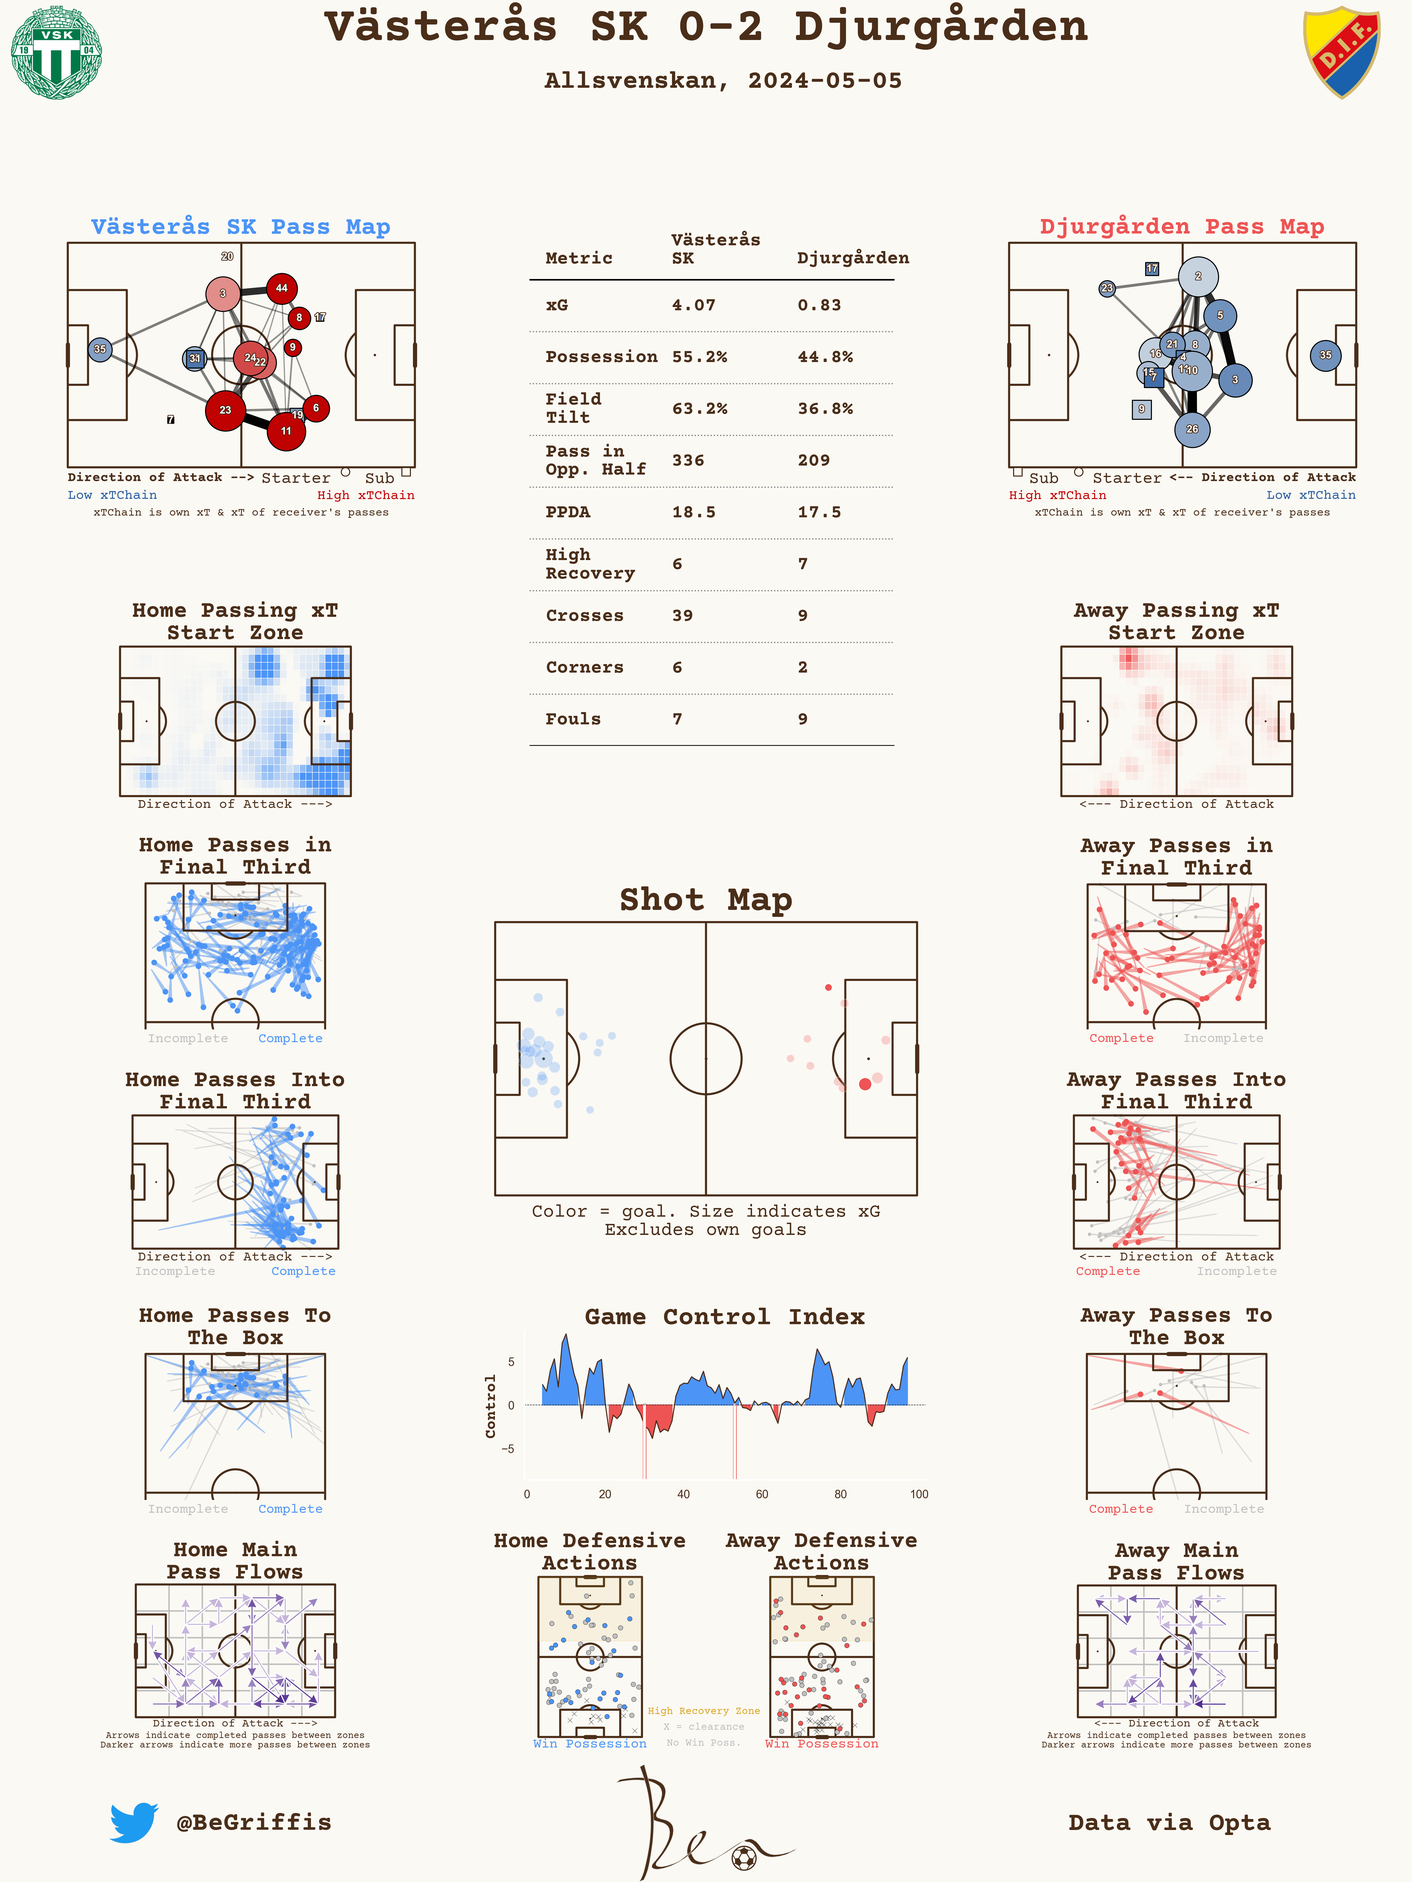 Västerås SK 0-2 Djurgården
Allsvenskan, 2024-05-05
VSK
19 04
D.I.F.
Västerås SK Pass Map
20
3
44
8
17
9
35
31
24
22
23
19
6
11
7
Direction of Attack --> Starter Sub
Low xTChain High xTChain
xTChain is own xT & xT of receiver's passes
Metric Västerås SK Djurgården
xG 4.07 0.83
Possession 55.2% 44.8%
Field Tilt 63.2% 36.8%
Pass in Opp. Half 336 209
PPDA 18.5 17.5
High Recovery 6 7
Crosses 39 9
Corners 6 2
Fouls 7 9
Djurgården Pass Map
17
2
23
5
21
8
16
4
35
15
7
10
3
9
26
Sub Starter <-- Direction of Attack
High xTChain Low xTChain
xTChain is own xT & xT of receiver's passes
Home Passing xT
Start Zone
Direction of Attack --->
Away Passing xT
Start Zone
<--- Direction of Attack
Home Passes in
Final Third
Incomplete Complete
Away Passes in
Final Third
Complete Incomplete
Shot Map
Color = goal. Size indicates xG
Excludes own goals
Home Passes Into
Final Third
Direction of Attack --->
Incomplete Complete
Away Passes Into
Final Third
<--- Direction of Attack
Complete Incomplete
Home Passes To
The Box
Incomplete Complete
Game Control Index
Control
5
0
−5
0 20 40 60 80 100
Away Passes To
The Box
Complete Incomplete
Home Main
Pass Flows
Direction of Attack --->
Arrows indicate completed passes between zones
Darker arrows indicate more passes between zones
Home Defensive
Actions
Win Possession
High Recovery Zone
X = clearance
No Win Poss.
Away Defensive
Actions
Win Possession
Away Main
Pass Flows
<--- Direction of Attack
Arrows indicate completed passes between zones
Darker arrows indicate more passes between zones
@BeGriffis
Ben
Data via Opta